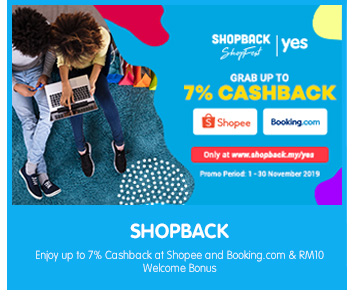 SHOPBACK
ShopFest
yes
GRAB UP TO
7% CASHBACK
Shopee
Booking.com
Only at www.shopback.my/yes
Promo Period: 1 - 30 November 2019
SHOPBACK
Enjoy up to 7% Cashback at Shopee and Booking.com & RM10
Welcome Bonus